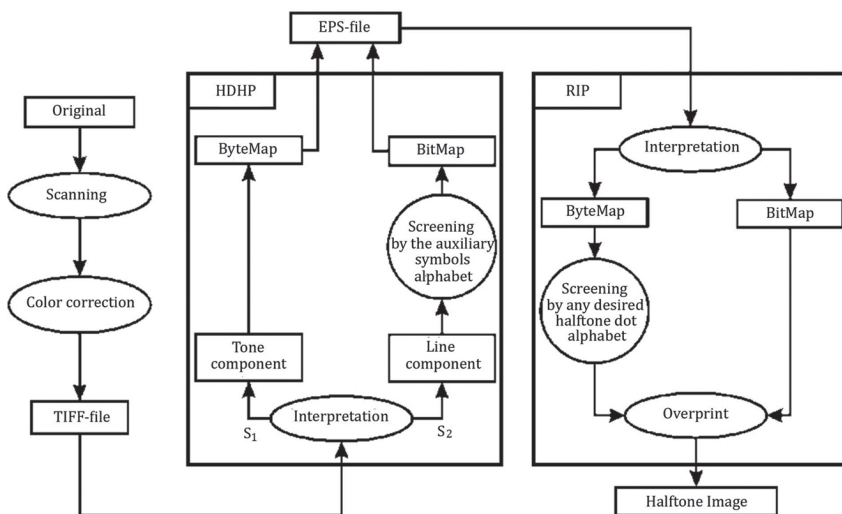 EPS-file
HDHP
RIP
Original
Scanning
Color correction
TIFF-file
ByteMap
BitMap
Screening
by the auxiliary
symbols
alphabet
Tone
component
Line
component
S₁
Interpretation
S₂
Interpretation
ByteMap
BitMap
Screening
by any desired
halftone dot
alphabet
Overprint
Halftone Image